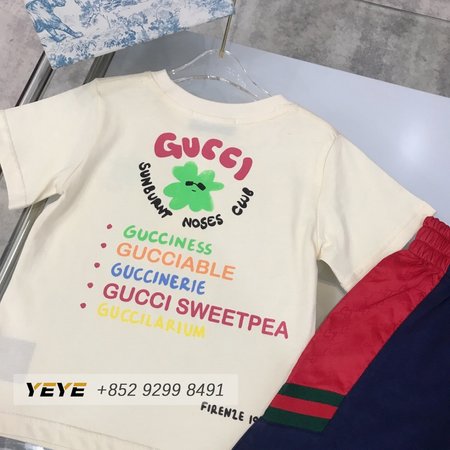 GUCCI
SUNBURNT NOSES CLUB
GUCCINESS
GUCCIABLE
GUCCINERIE
GUCCI SWEETPEA
GUCCILARIUM
YEYE +852 9299 8491
FIRENZE